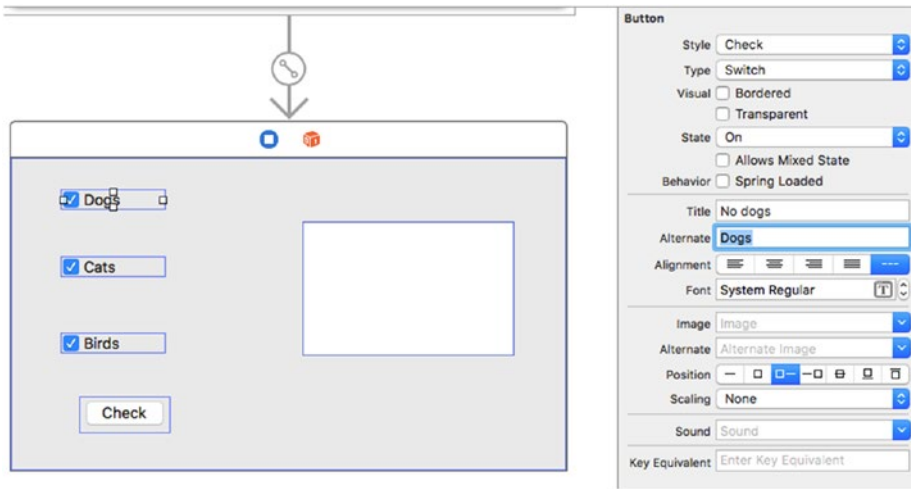 Dogs
Cats
Birds
Check
Button
Style Check
Type Switch
Visual Bordered
Transparent
State On
Allows Mixed State
Behavior Spring Loaded
Title No dogs
Alternate Dogs
Alignment
Font System Regular T
Image Image
Alternate Alternate Image
Position
Scaling None
Sound Sound
Key Equivalent Enter Key Equivalent